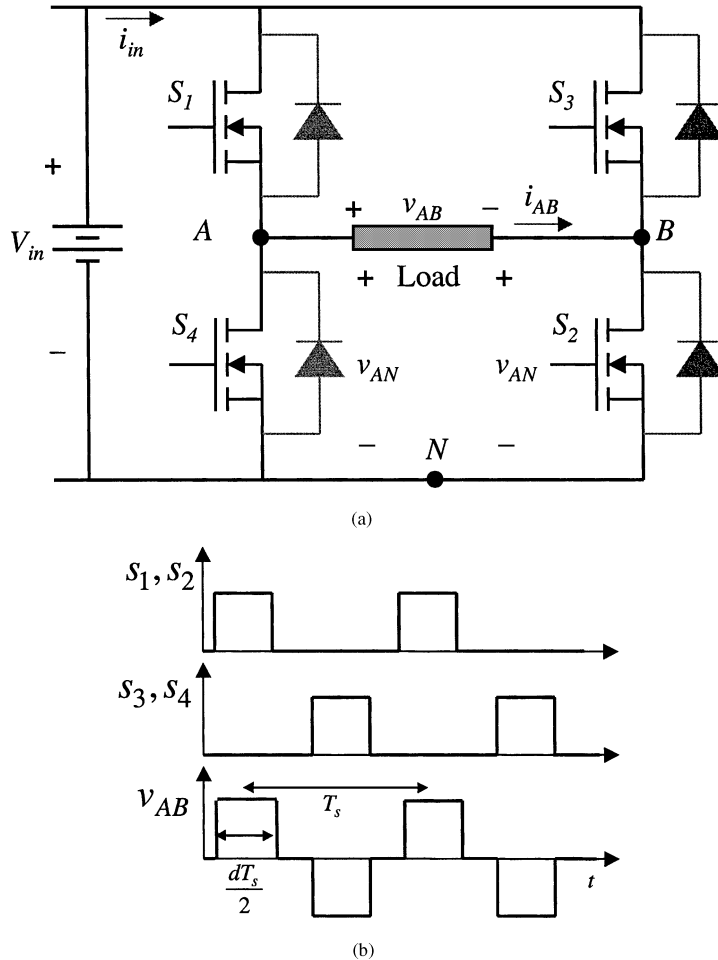 i_in
S_1
S_3
+
+ v_AB −
i_AB
V_in
A
B
+ Load +
S_4
S_2
−
v_AN
v_AN
− N −
(a)
s_1, s_2
s_3, s_4
v_AB
T_s
dT_s
2
t
(b)